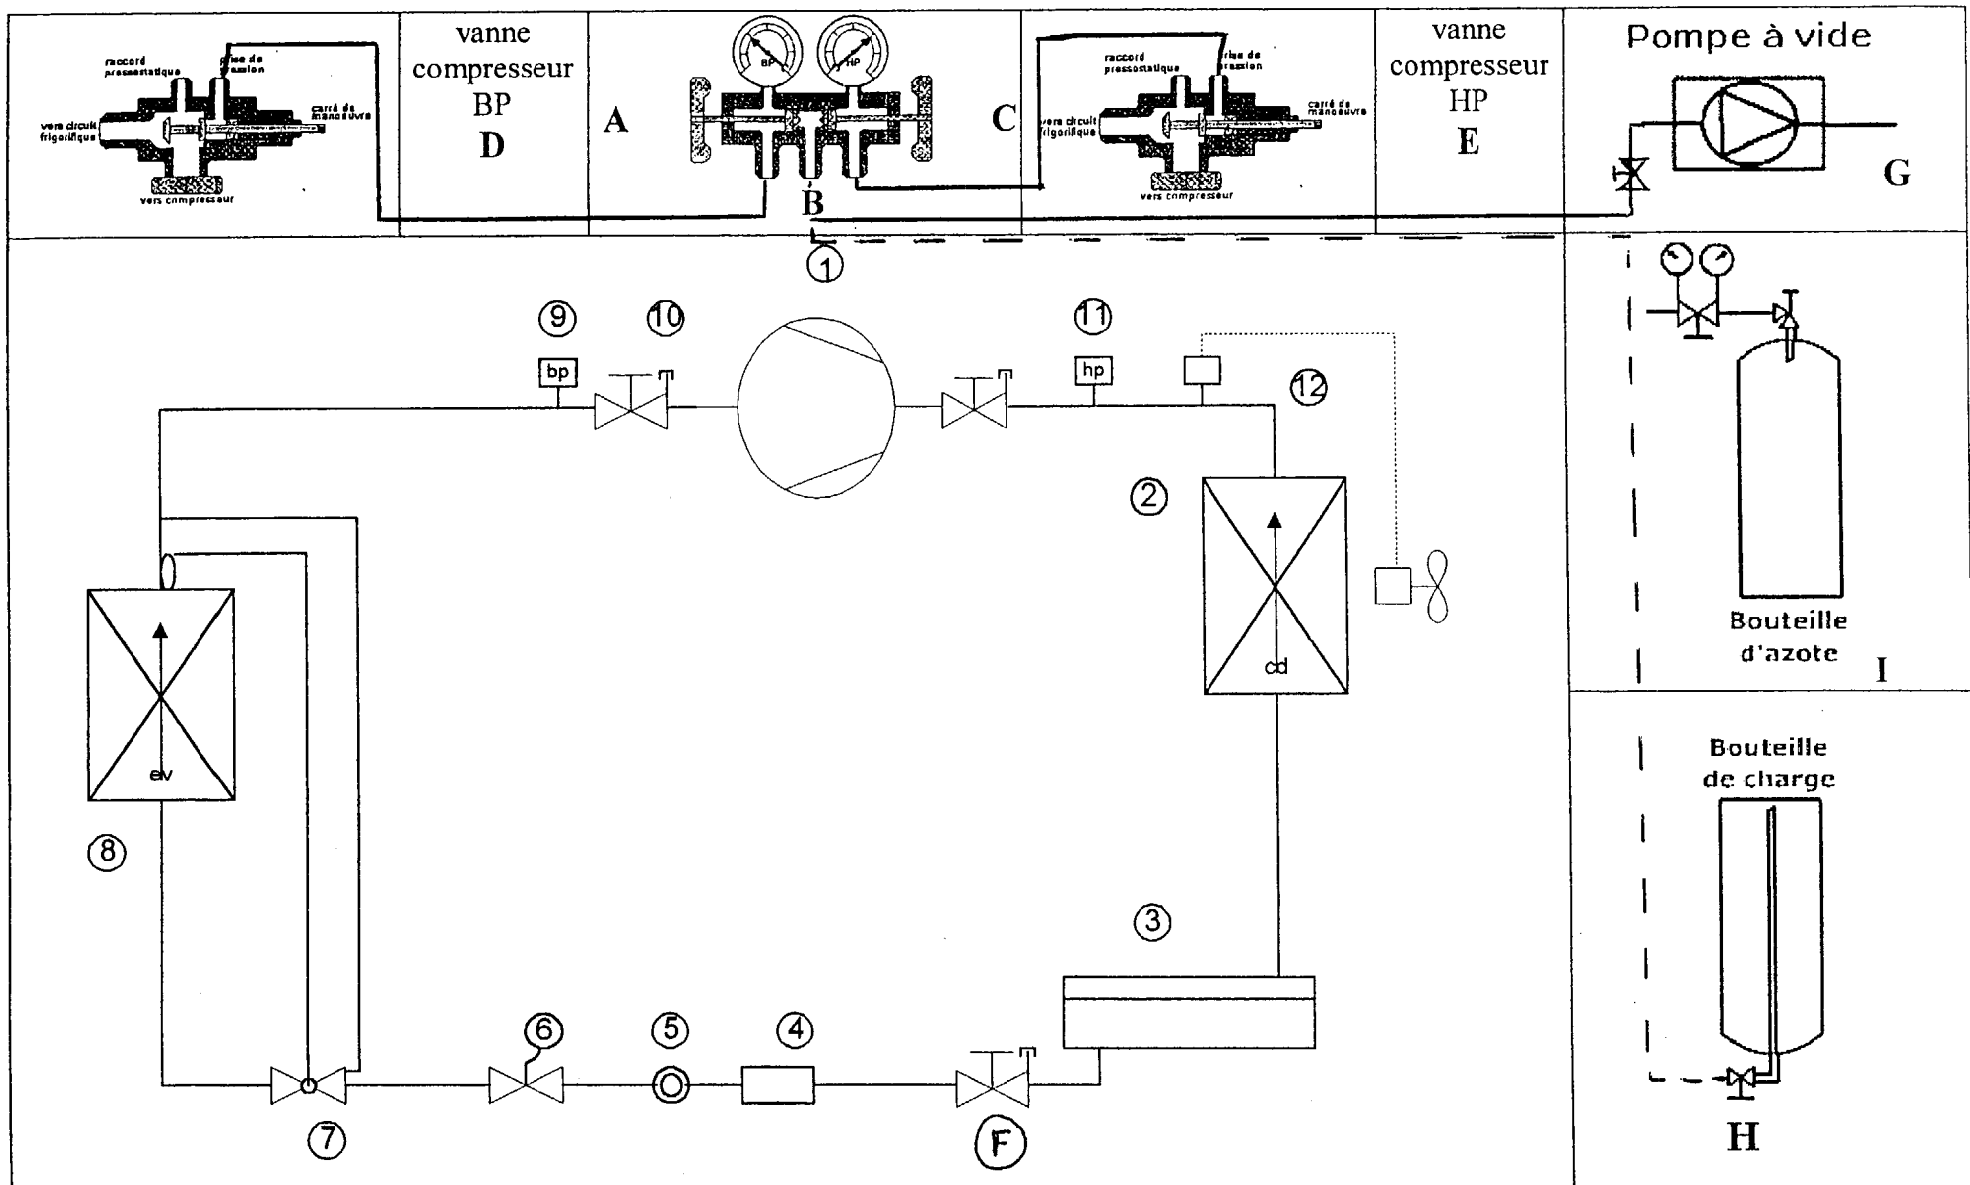 raccord
pressostatique
prise de
pression
carré de
manoeuvre
vers circuit
frigorifique
vers compresseur
vanne
compresseur
BP
D
A
BP
HP
B
C
raccord
pressostatique
prise de
pression
carré de
manoeuvre
vers circuit
frigorifique
vers compresseur
vanne
compresseur
HP
E
Pompe à vide
G
1
9
10
11
12
bp
hp
2
cd
ev
8
3
6
5
4
7
F
Bouteille
d'azote
I
Bouteille
de charge
H